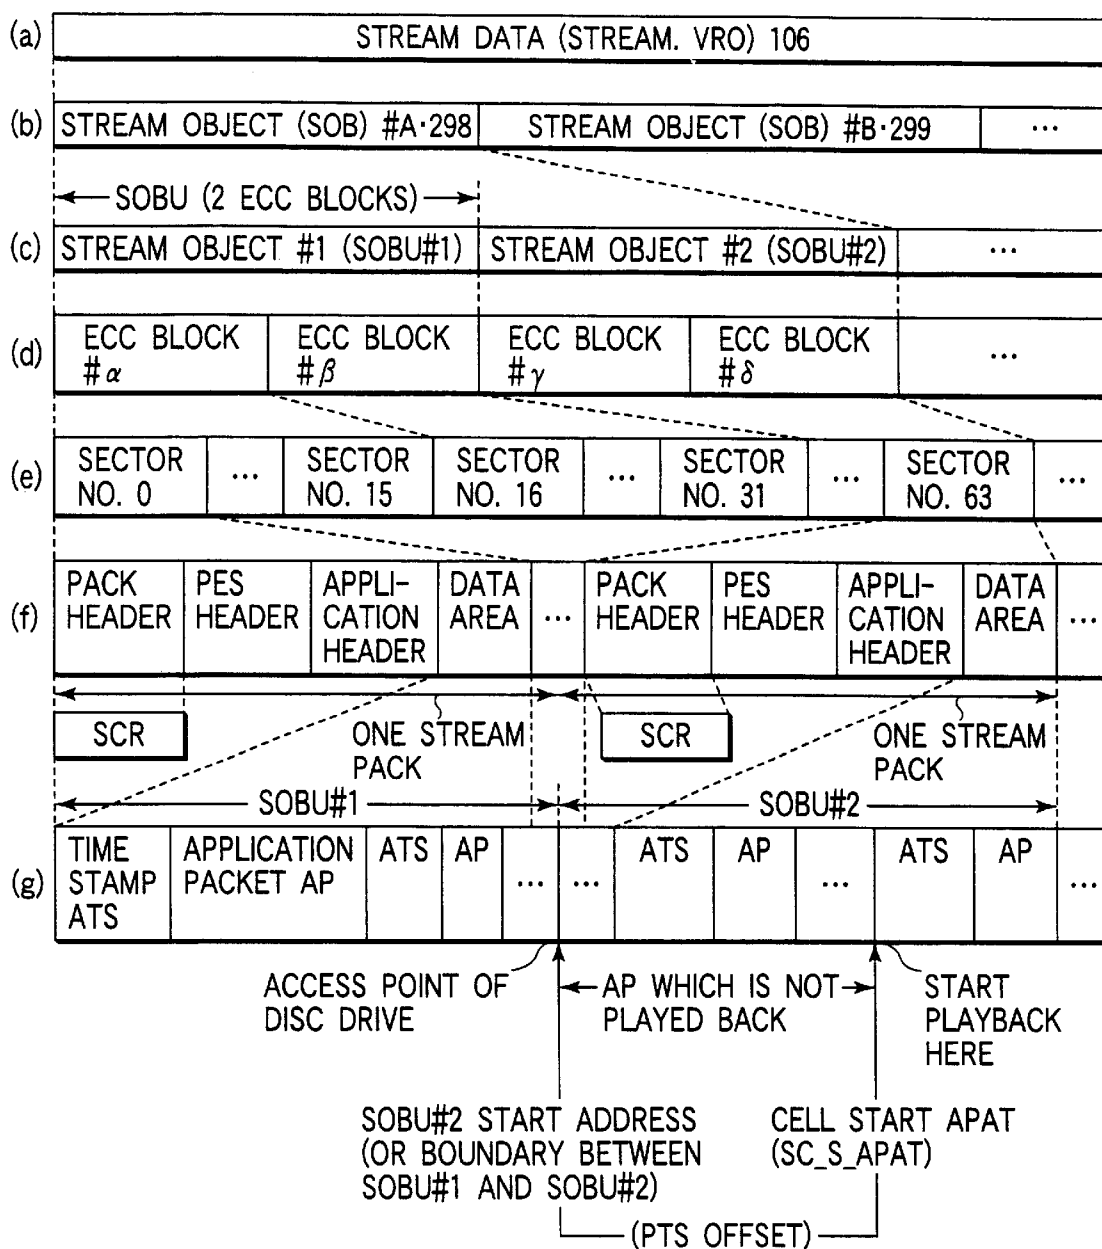 (a) STREAM DATA (STREAM. VRO) 106
(b) STREAM OBJECT (SOB) #A·298 STREAM OBJECT (SOB) #B·299 ···
SOBU (2 ECC BLOCKS)
(c) STREAM OBJECT #1 (SOBU#1) STREAM OBJECT #2 (SOBU#2) ···
(d) ECC BLOCK #α ECC BLOCK #β ECC BLOCK #γ ECC BLOCK #δ ···
(e) SECTOR NO. 0 ··· SECTOR NO. 15 SECTOR NO. 16 ··· SECTOR NO. 31 ··· SECTOR NO. 63 ···
(f) PACK HEADER PES HEADER APPLI-CATION HEADER DATA AREA ··· PACK HEADER PES HEADER APPLI-CATION HEADER DATA AREA ···
SCR ONE STREAM PACK SCR ONE STREAM PACK
SOBU#1 SOBU#2
(g) TIME STAMP ATS APPLICATION PACKET AP ATS AP ··· ··· ATS AP ··· ATS AP ···
ACCESS POINT OF DISC DRIVE
AP WHICH IS NOT PLAYED BACK
START PLAYBACK HERE
SOBU#2 START ADDRESS
(OR BOUNDARY BETWEEN
SOBU#1 AND SOBU#2)
CELL START APAT
(SC_S_APAT)
(PTS OFFSET)